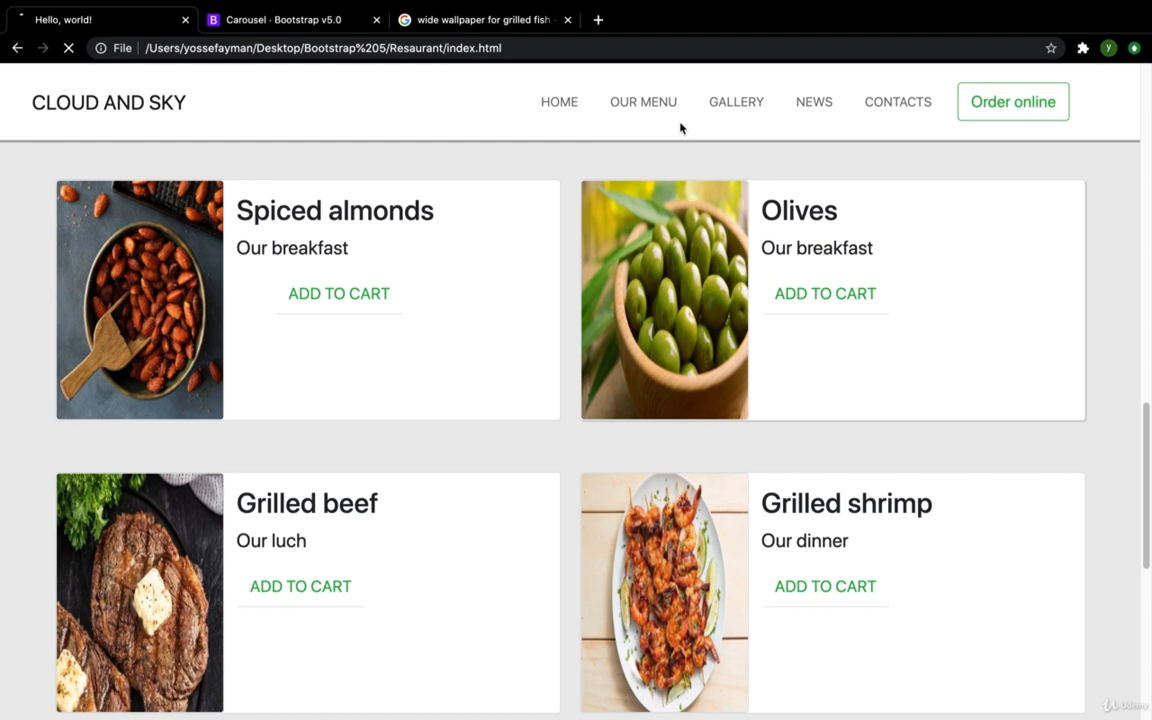 Hello, world!
Carousel · Bootstrap v5.0
wide wallpaper for grilled fish
File
/Users/yossefayman/Desktop/Bootstrap%205/Resaurant/index.html
y
CLOUD AND SKY
HOME
OUR MENU
GALLERY
NEWS
CONTACTS
Order online
Spiced almonds
Our breakfast
ADD TO CART
Olives
Our breakfast
ADD TO CART
Grilled beef
Our luch
ADD TO CART
Grilled shrimp
Our dinner
ADD TO CART
Udemy